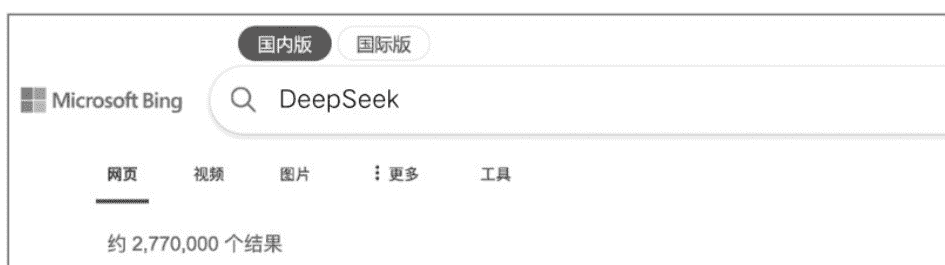 国内版 国际版
Microsoft Bing DeepSeek
网页 视频 图片 更多 工具
约 2,770,000 个结果